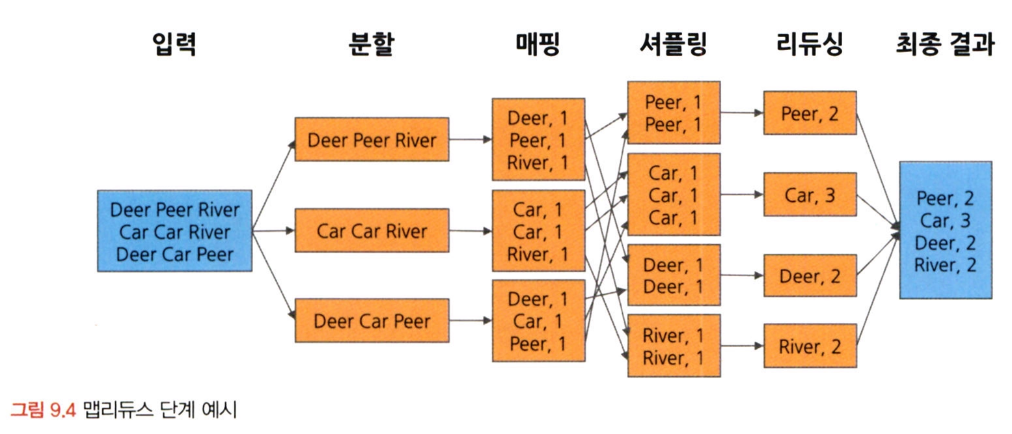 입력
분할
매핑
셔플링
리듀싱
최종 결과
Deer Peer River
Car Car River
Deer Car Peer
Deer Peer River
Car Car River
Deer Car Peer
Deer, 1
Peer, 1
River, 1
Car, 1
Car, 1
River, 1
Deer, 1
Car, 1
Peer, 1
Peer, 1
Peer, 1
Car, 1
Car, 1
Car, 1
Deer, 1
Deer, 1
River, 1
River, 1
Peer, 2
Car, 3
Deer, 2
River, 2
Peer, 2
Car, 3
Deer, 2
River, 2
그림 9.4 맵리듀스 단계 예시